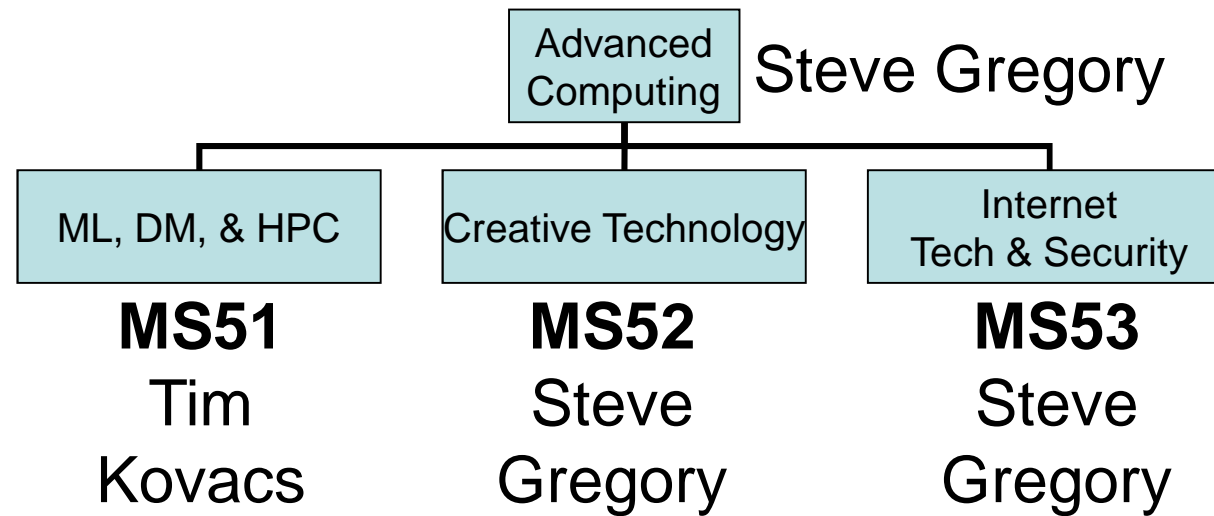 Advanced
Computing
Steve Gregory
ML, DM, & HPC
Creative Technology
Internet
Tech & Security
MS51
MS52
MS53
Tim
Kovacs
Steve
Gregory
Steve
Gregory